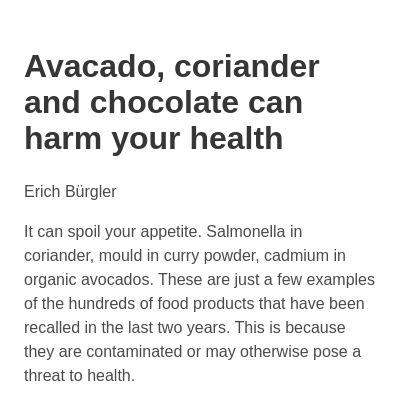 Avacado, coriander
and chocolate can
harm your health
Erich Bürgler
It can spoil your appetite. Salmonella in
coriander, mould in curry powder, cadmium in
organic avocados. These are just a few examples
of the hundreds of food products that have been
recalled in the last two years. This is because
they are contaminated or may otherwise pose a
threat to health.